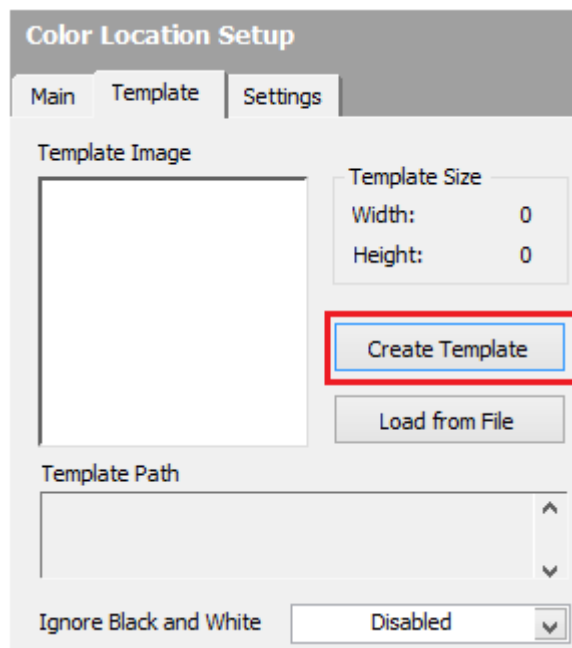 Color Location Setup
Main Template Settings
Template Image
Template Size
Width: 0
Height: 0
Create Template
Load from File
Template Path
Ignore Black and White Disabled